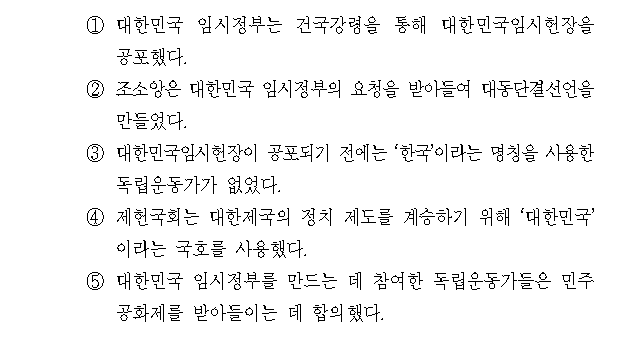 ① 대한민국 임시정부는 건국강령을 통해 대한민국임시헌장을
공포했다.
② 조소앙은 대한민국 임시정부의 요청을 받아들여 대동단결선언을
만들었다.
③ 대한민국임시헌장이 공포되기 전에는 ‘한국’이라는 명칭을 사용한
독립운동가가 없었다.
④ 제헌국회는 대한제국의 정치 제도를 계승하기 위해 ‘대한민국’
이라는 국호를 사용했다.
⑤ 대한민국 임시정부를 만드는 데 참여한 독립운동가들은 민주
공화제를 받아들이는 데 합의했다.